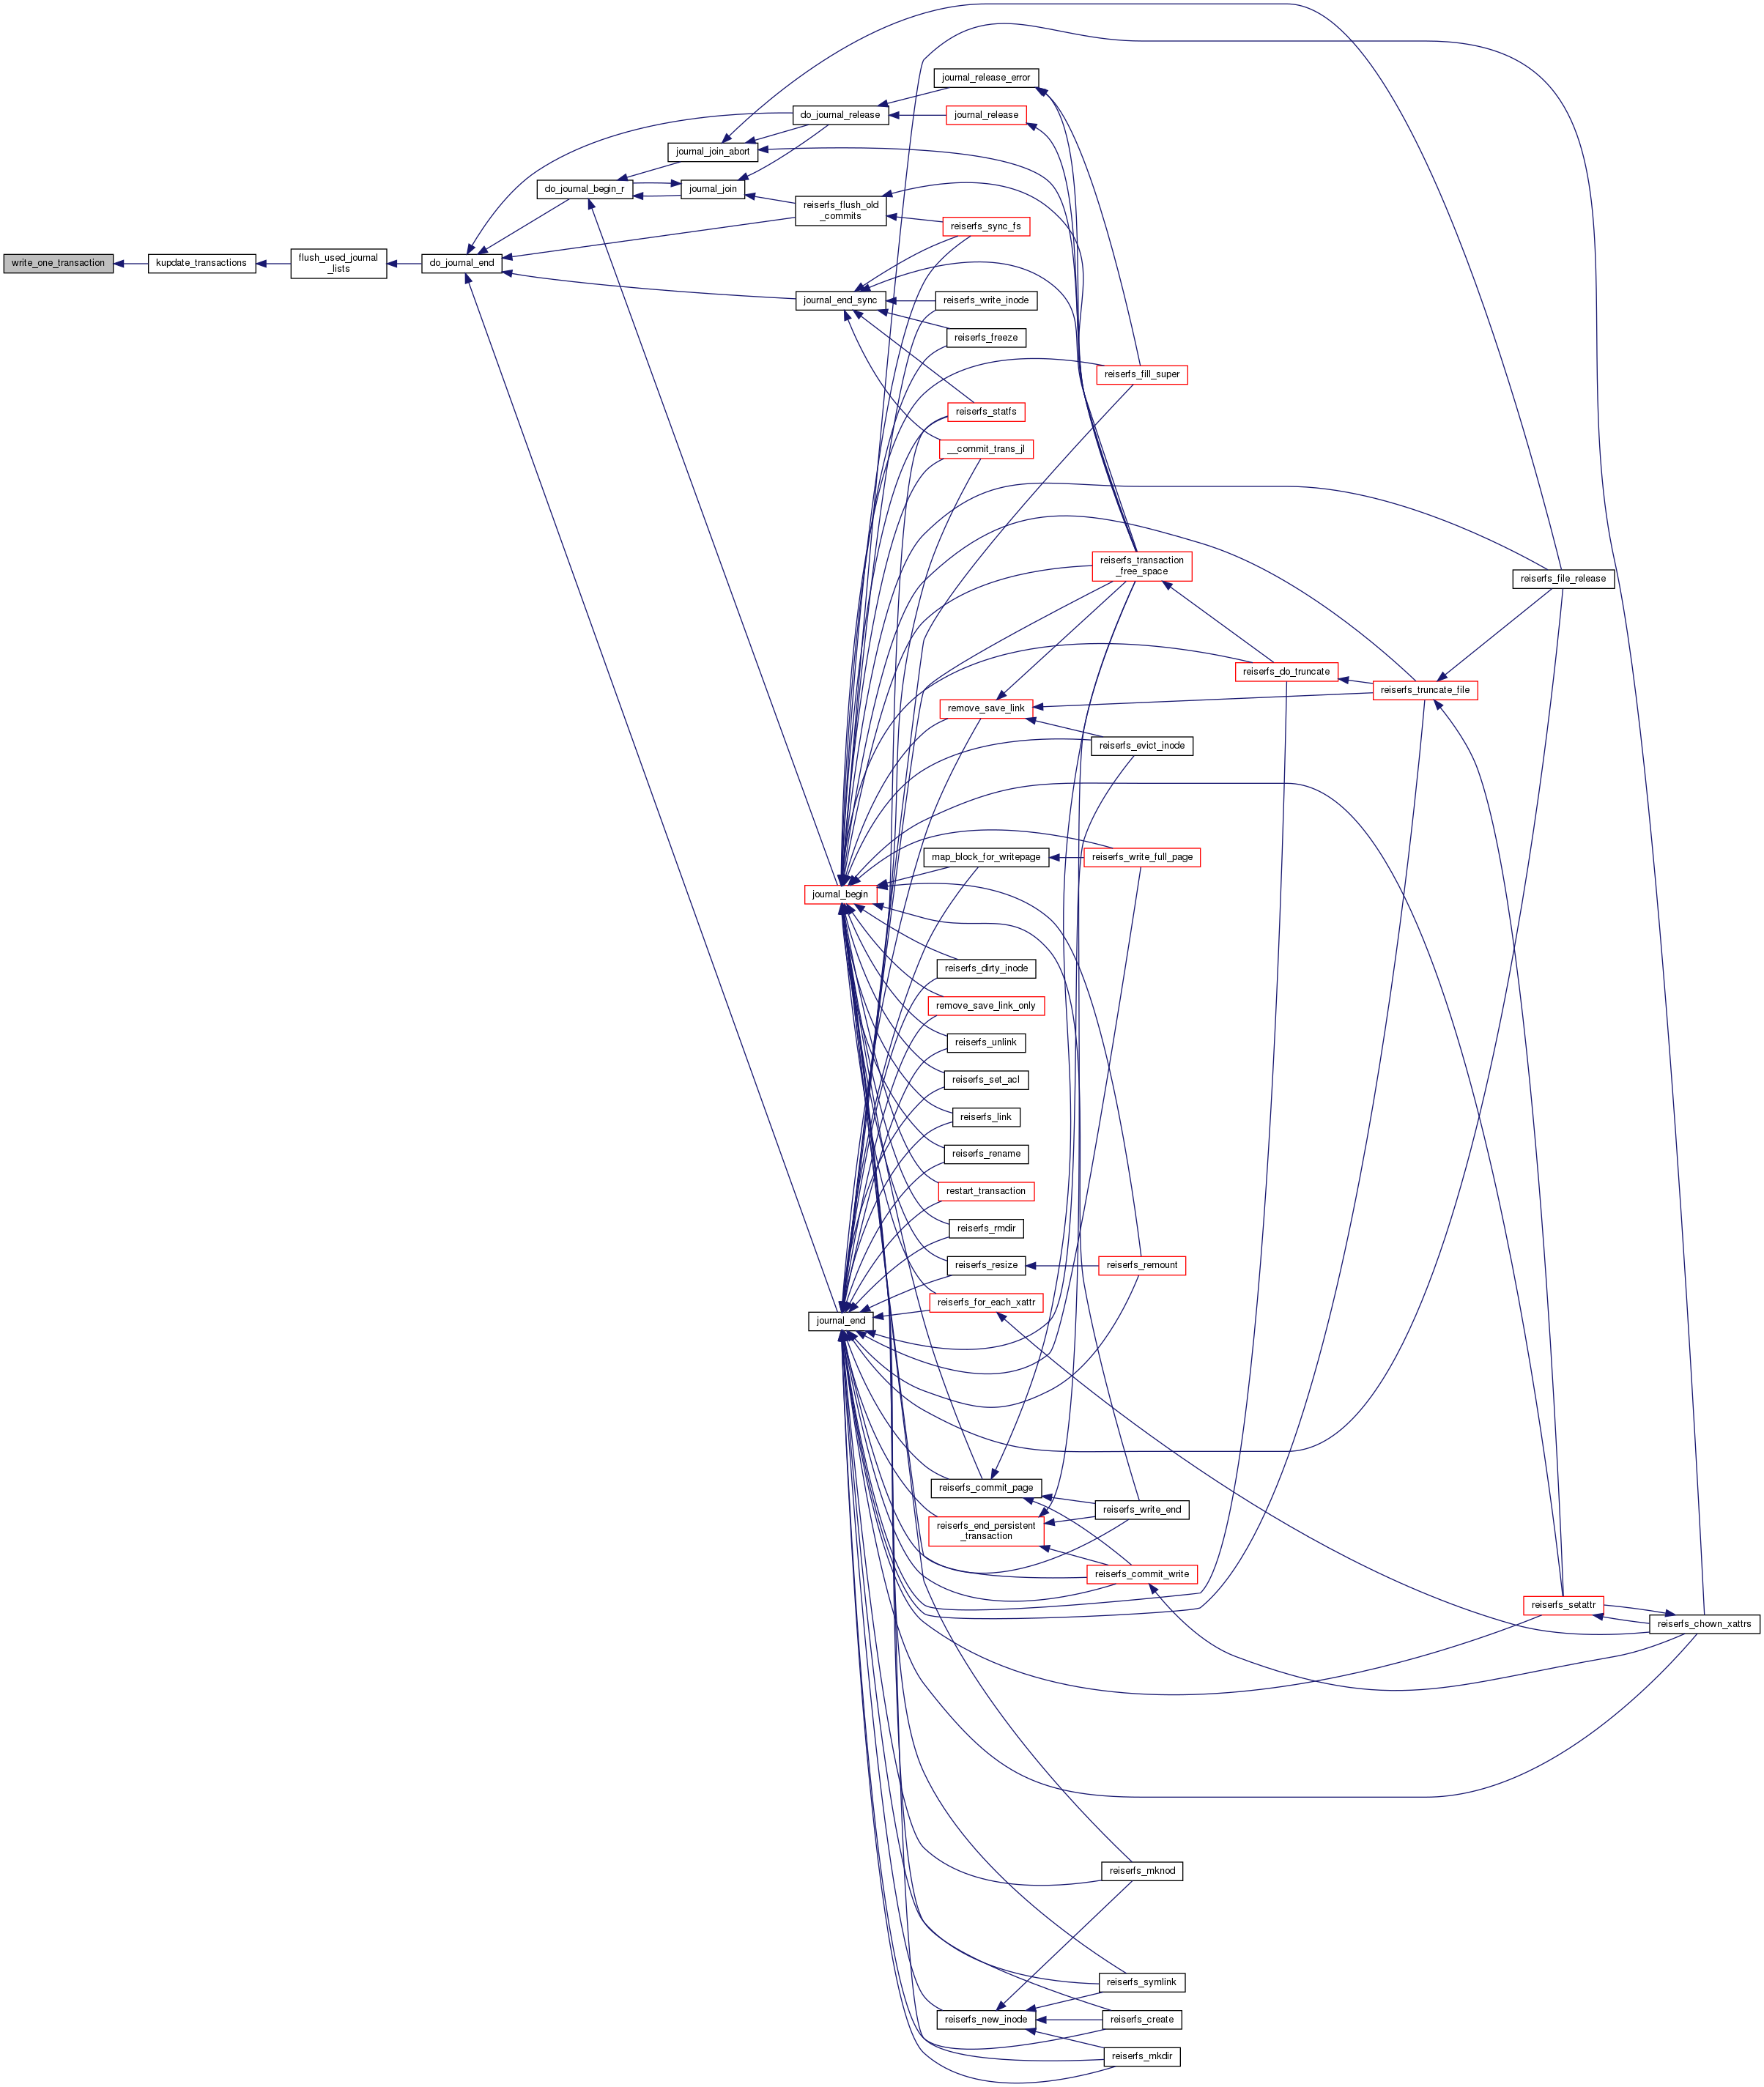 journal_release_error
do_journal_release
journal_release
journal_join_abort
do_journal_begin_r
journal_join
reiserfs_flush_old
_commits
reiserfs_sync_fs
write_one_transaction
kupdate_transactions
flush_used_journal
_lists
do_journal_end
journal_end_sync
reiserfs_write_inode
reiserfs_freeze
reiserfs_fill_super
reiserfs_statfs
__commit_trans_jl
reiserfs_transaction
_free_space
reiserfs_file_release
reiserfs_do_truncate
reiserfs_truncate_file
remove_save_link
reiserfs_evict_inode
map_block_for_writepage
reiserfs_write_full_page
journal_begin
reiserfs_dirty_inode
remove_save_link_only
reiserfs_unlink
reiserfs_set_acl
reiserfs_link
reiserfs_rename
restart_transaction
reiserfs_rmdir
reiserfs_resize
reiserfs_remount
reiserfs_for_each_xattr
journal_end
reiserfs_commit_page
reiserfs_write_end
reiserfs_end_persistent
_transaction
reiserfs_commit_write
reiserfs_setattr
reiserfs_chown_xattrs
reiserfs_mknod
reiserfs_symlink
reiserfs_new_inode
reiserfs_create
reiserfs_mkdir